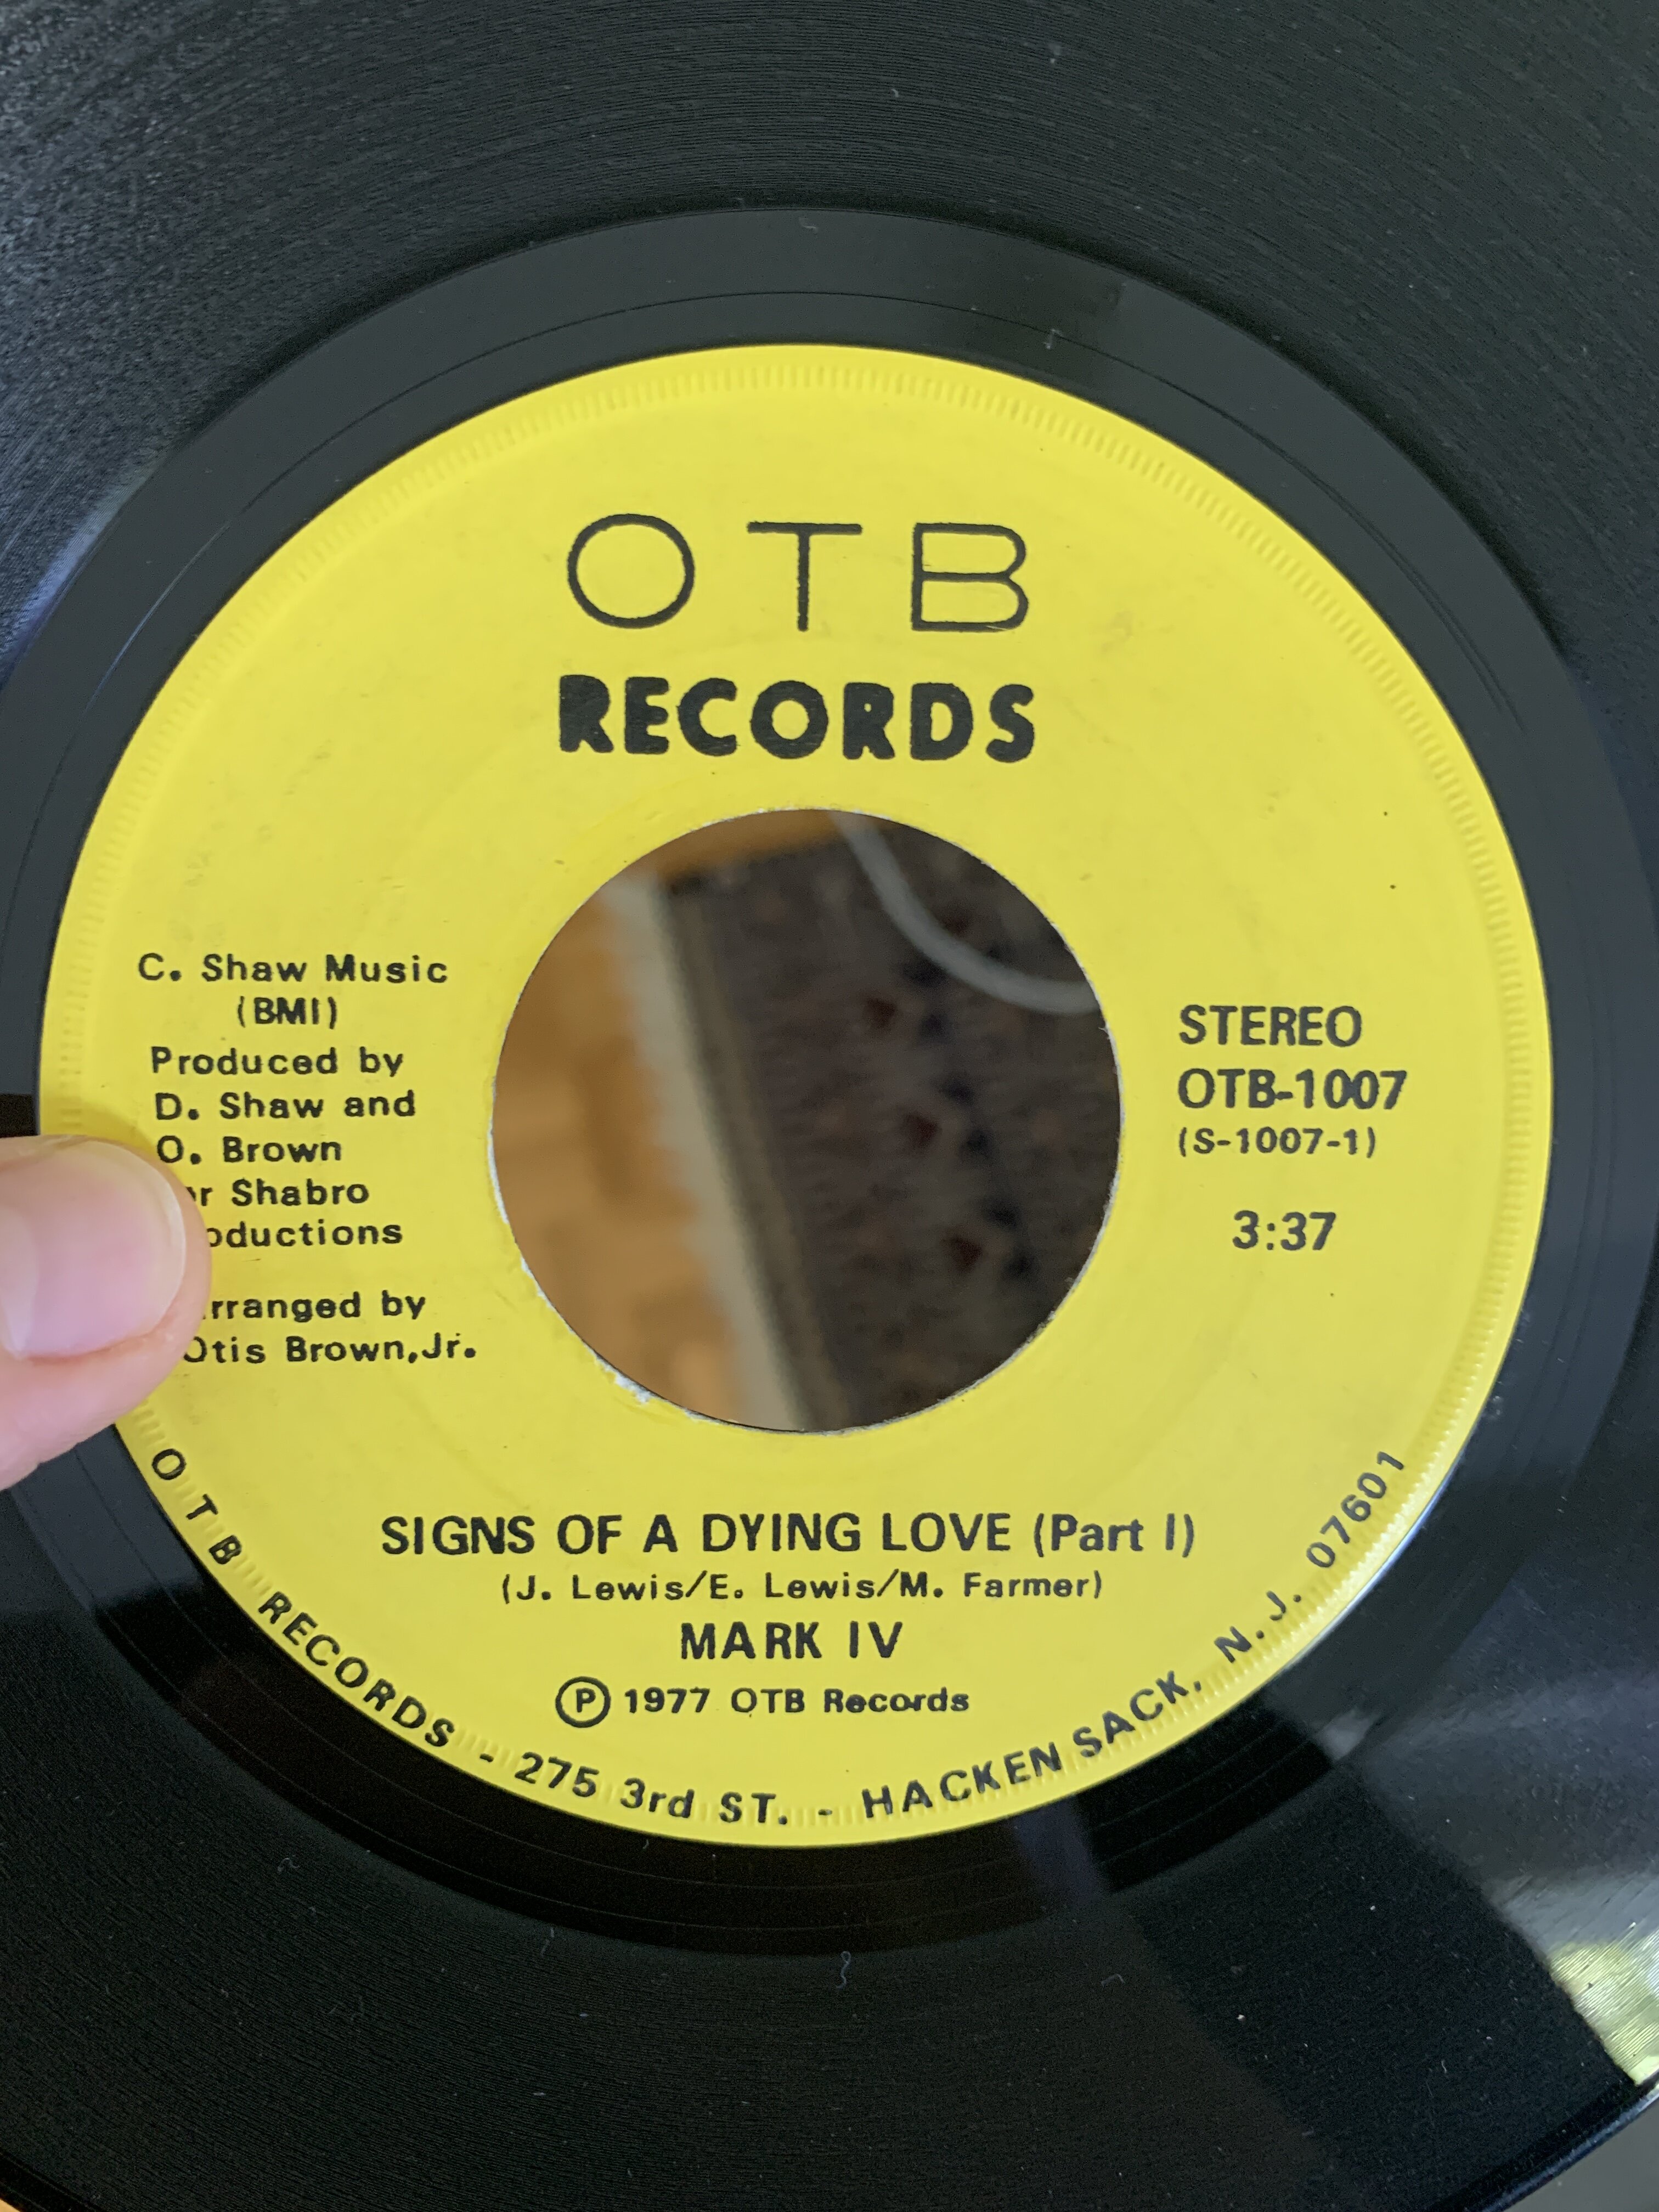 OTB
RECORDS
C. Shaw Music
(BMI)
Produced by
D. Shaw and
O. Brown
Shabro
by
Otis Brown,Jr.
STEREO
OTB-1007
(S-1007-1)
3:37
SIGNS OF A DYING LOVE (Part I)
(J. Lewis/E. Lewis/M. Farmer)
MARK IV
Ⓟ 1977 OTB Records
OTB RECORDS - 275 3rd ST. - HACKEN SACK, N.J. 07601